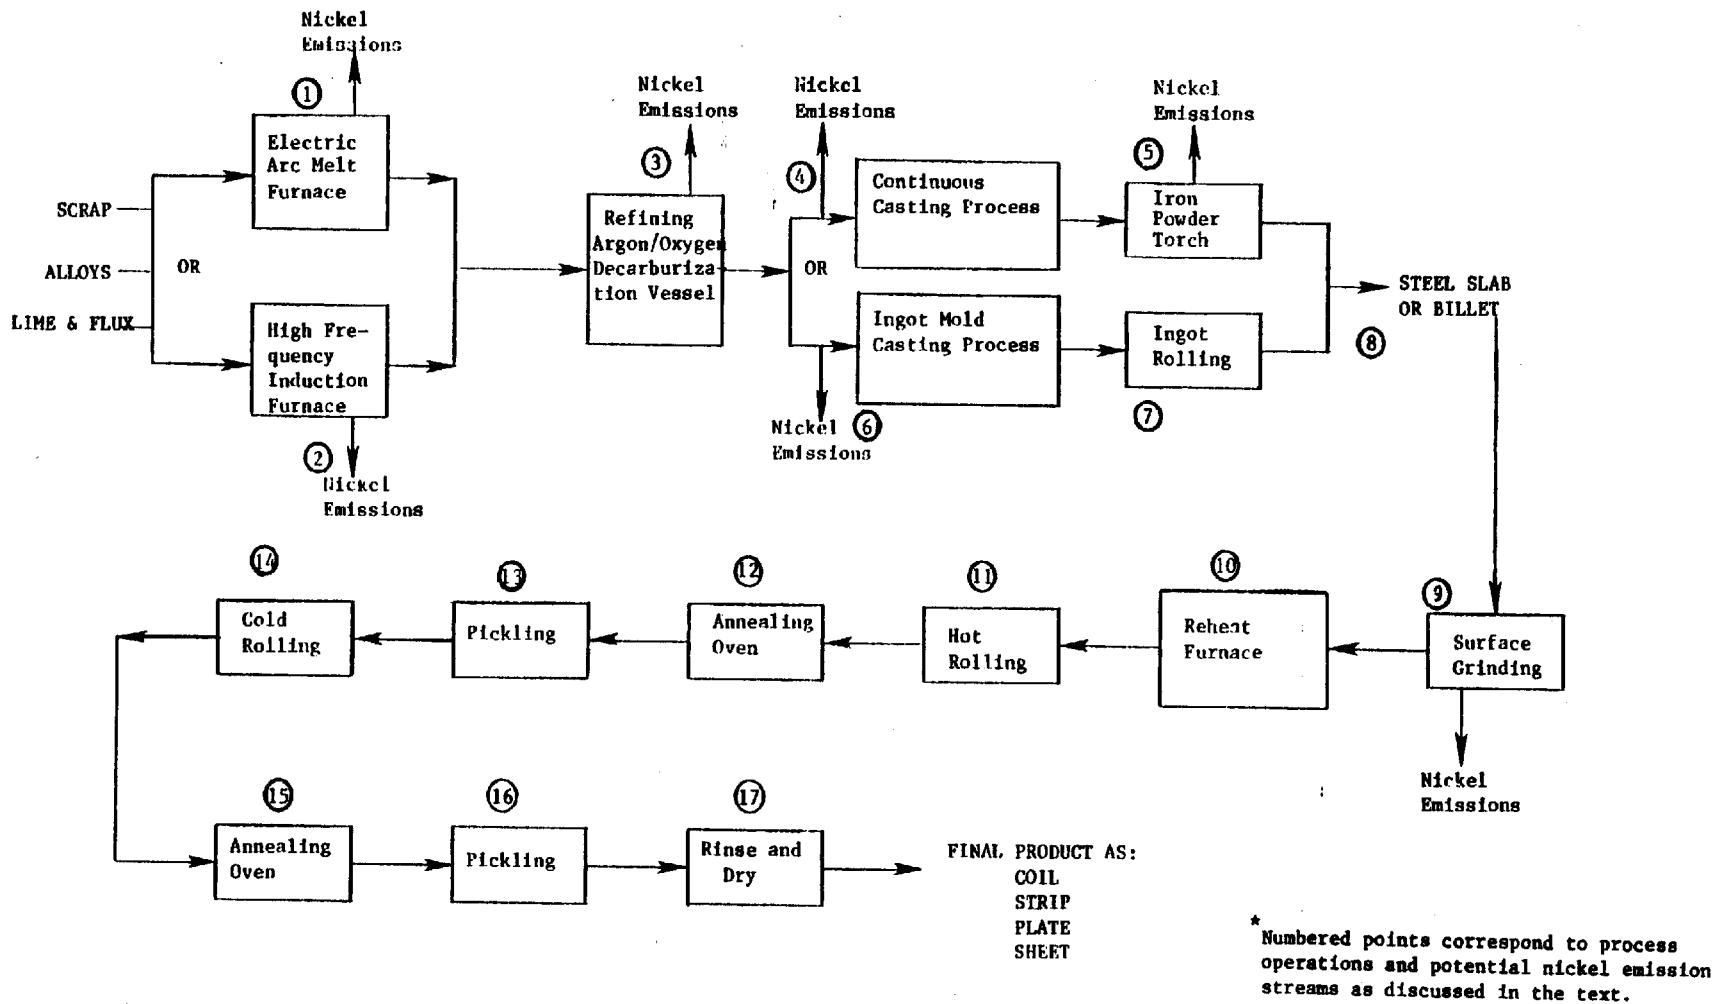 Nickel
Emissions
1
Electric
Arc Melt
Furnace
SCRAP
ALLOYS
LIME & FLUX
OR
High Fre-
quency
Induction
Furnace
2
Nickel
Emissions
Nickel
Emissions
3
Refining
Argon/Oxygen
Decarburiza-
tion Vessel
Nickel
Emissions
4
OR
Continuous
Casting Process
Ingot Mold
Casting Process
Nickel
Emissions
6
Nickel
Emissions
5
Iron
Powder
Torch
Ingot
Rolling
7
STEEL SLAB
OR BILLET
8
9
Surface
Grinding
Nickel
Emissions
10
Reheat
Furnace
11
Hot
Rolling
12
Annealing
Oven
13
Pickling
14
Cold
Rolling
15
Annealing
Oven
16
Pickling
17
Rinse and
Dry
FINAL PRODUCT AS:
COIL
STRIP
PLATE
SHEET
*
Numbered points correspond to process
operations and potential nickel emission
streams as discussed in the text.